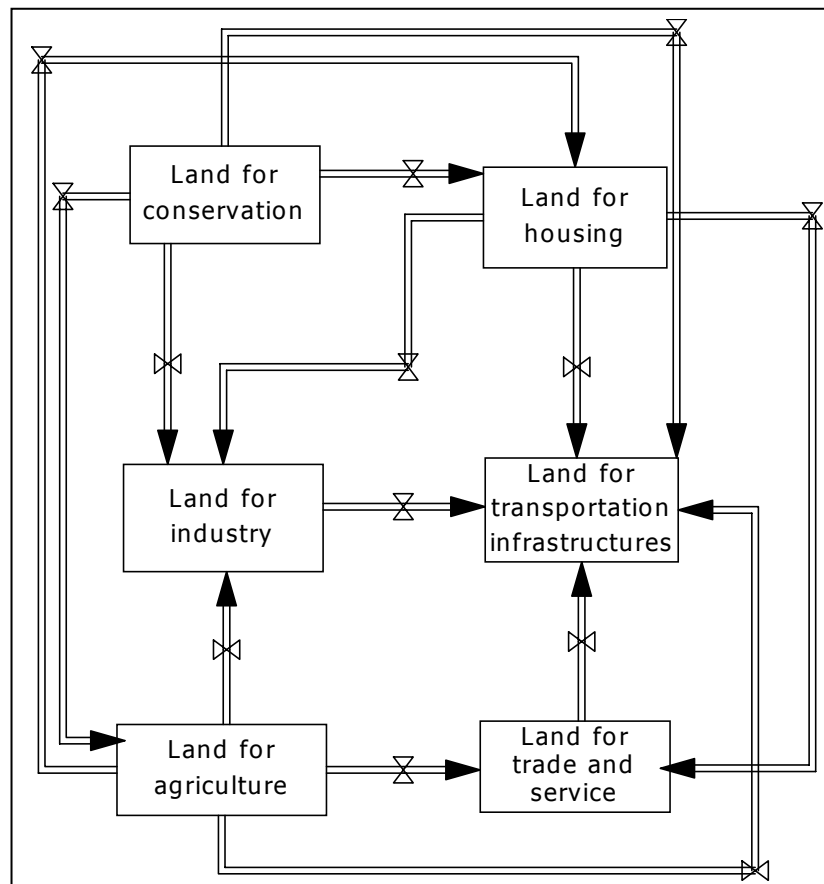 Land for
conservation
Land for
housing
Land for
industry
Land for
transportation
infrastructures
Land for
agriculture
Land for
trade and
service